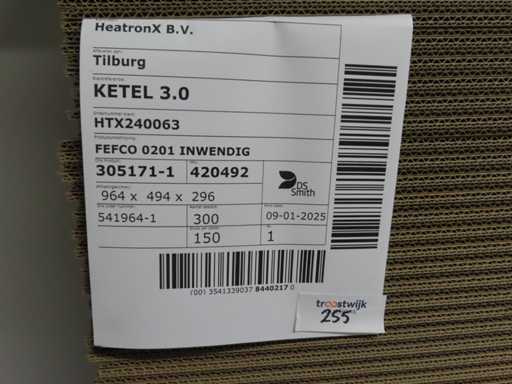 HeatronX B.V.
Tilburg
KETEL 3.0
HTX240063
FEFCO 0201 INWENDIG
305171-1 420492
DS Smith
964 x 494 x 296
541964-1 300 09-01-2025
150 1
(00) 3541339037 8440217 0
troostwijk
255